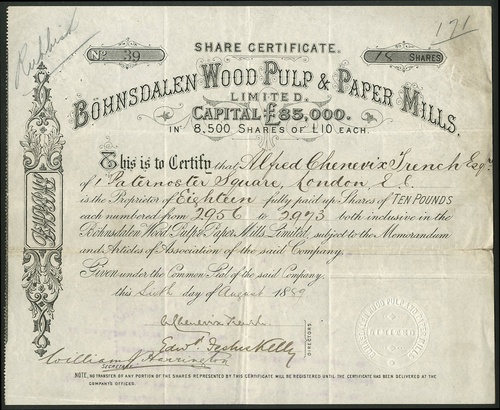 171
SHARE CERTIFICATE.
Nº 39
18 SHARES
BÖHNSDALEN WOOD PULP & PAPER MILLS.
LIMITED.
CAPITAL £85,000.
IN 8,500 SHARES OF £10 EACH.
This is to Certify that Alfred Chenevix Trench Esqre
of 1 Paternoster Square, London, E.C.
is the Proprietor of Eighteen fully paid up Shares of TEN POUNDS
each numbered from 2956 to 2973 both inclusive in the
Böhnsdalen Wood Pulp & Paper Mills, Limited, subject to the Memorandum
and Articles of Association of the said Company.
Given under the Common Seal of the said Company,
this Sixth day of August 1889
A Chenevix Trench
DIRECTORS.
William J Harrington
SECRETARY
NOTE, NO TRANSFER OF ANY PORTION OF THE SHARES REPRESENTED BY THIS CERTIFICATE WILL BE REGISTERED UNTIL THE CERTIFICATE HAS BEEN DELIVERED AT THE
COMPANY'S OFFICES.